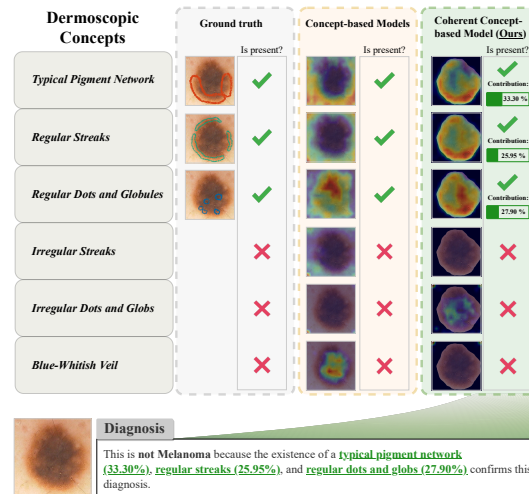 Dermoscopic
Concepts
Ground truth
Concept-based Models
Coherent Concept-
based Model (Ours)
Is present?
Is present?
Is present?
Typical Pigment Network
Contribution:
33.30 %
Regular Streaks
Contribution:
25.95 %
Regular Dots and Globules
Contribution:
27.90 %
Irregular Streaks
Irregular Dots and Globs
Blue-Whitish Veil
Diagnosis
This is not Melanoma because the existence of a typical pigment network
(33.30%), regular streaks (25.95%), and regular dots and globs (27.90%) confirms this
diagnosis.